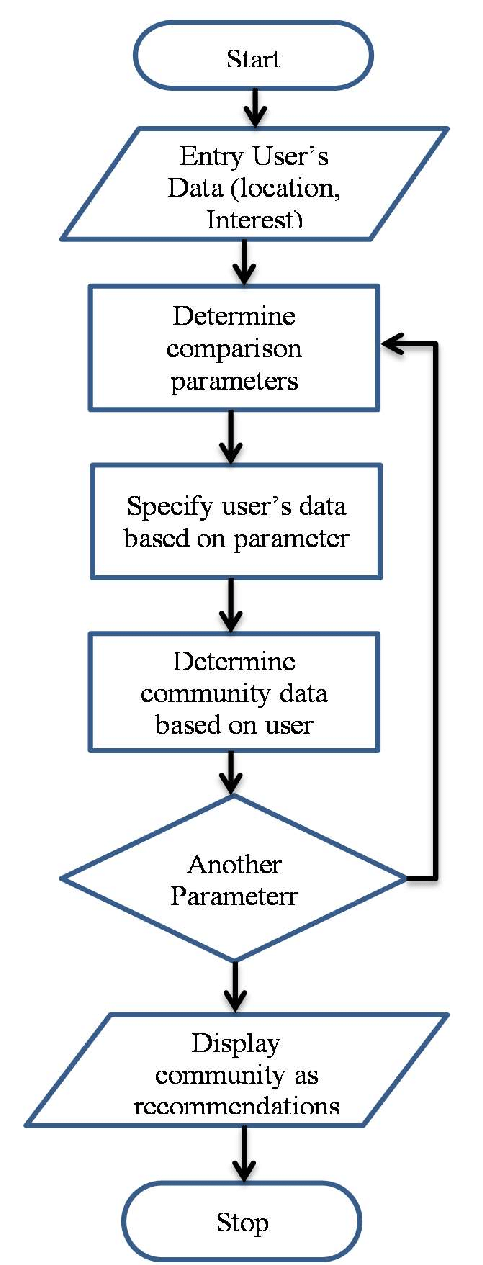 Start
Entry User's
Data (location,
Interest)
Determine
comparison
parameters
Specify user's data
based on parameter
Determine
community data
based on user
Another
Parameterr
Display
community as
recommendations
Stop